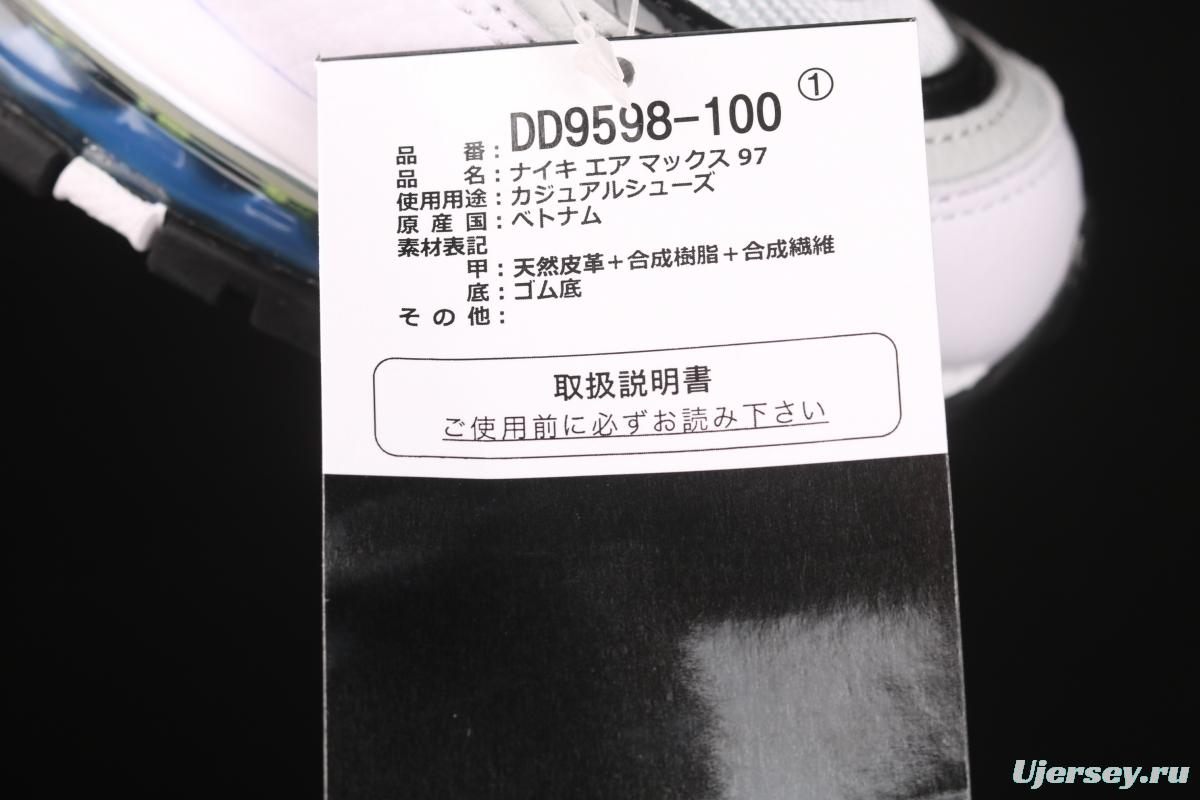 ①
品番：DD9598-100
品名：ナイキ エア マックス 97
使用用途：カジュアルシューズ
原産国：ベトナム
素材表記
甲：天然皮革＋合成樹脂＋合成繊維
底：ゴム底
その他：
取扱説明書
ご使用前に必ずお読み下さい
Ujersey.ru